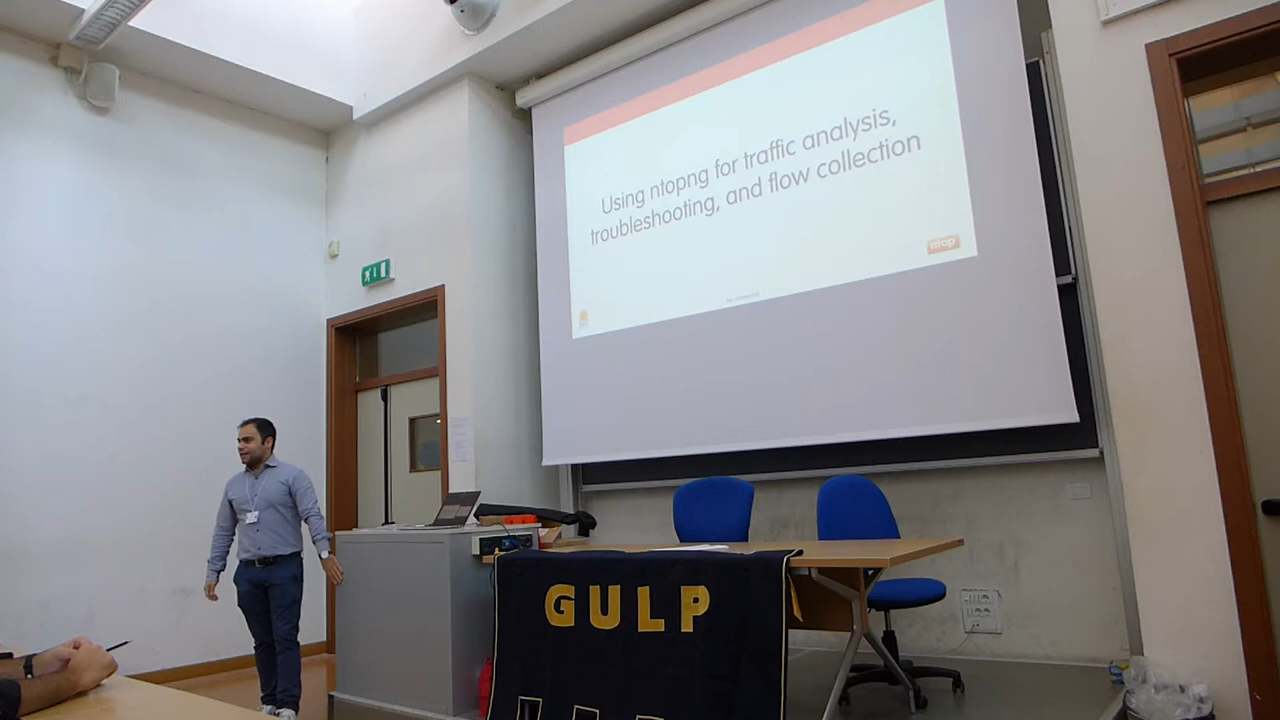 Using ntopng for traffic analysis,
troubleshooting, and flow collection
ntop
GULP